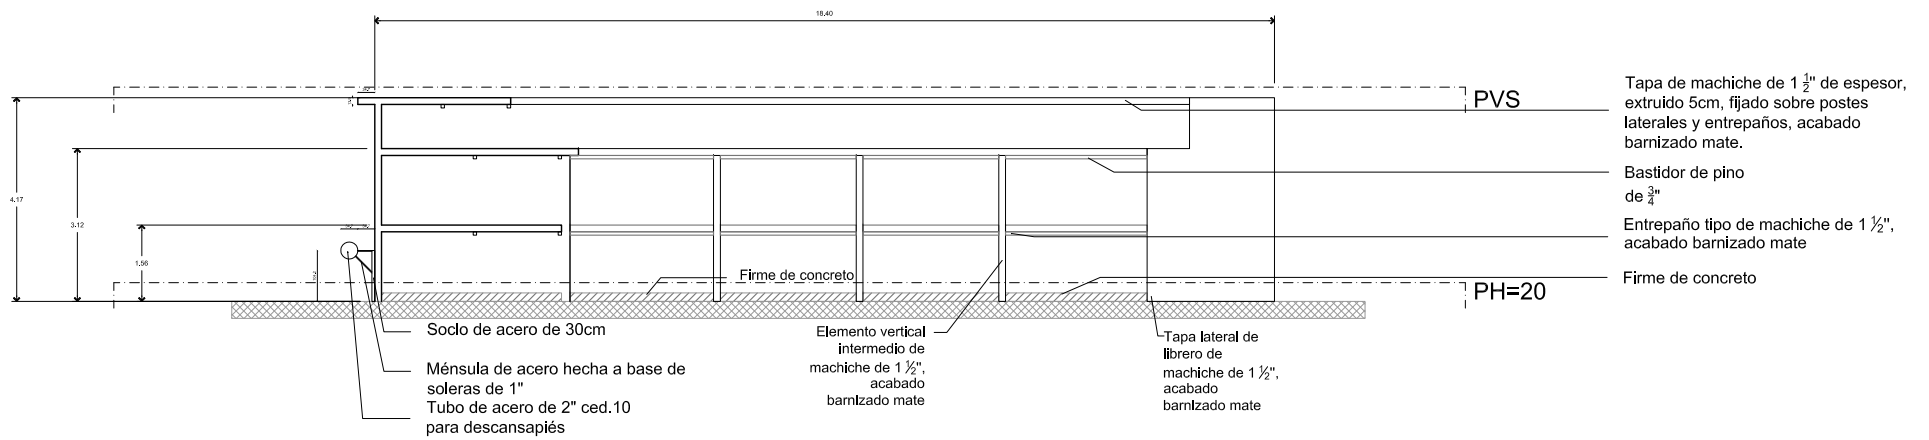 18.40
PVS
Tapa de machiche de 1 1/2" de espesor,
extruido 5cm, fijado sobre postes
laterales y entrepaños, acabado
barnizado mate.
Bastidor de pino
de 3/4"
Entrepaño tipo de machiche de 1 1/2",
acabado barnizado mate
Firme de concreto
PH=20
4.17
3.12
1.56
Firme de concreto
Soclo de acero de 30cm
Ménsula de acero hecha a base de
soleras de 1"
Tubo de acero de 2" ced.10
para descansapiés
Elemento vertical
intermedio de
machiche de 1 1/2",
acabado
barnizado mate
Tapa lateral de
librero de
machiche de 1 1/2",
acabado
barnizado mate